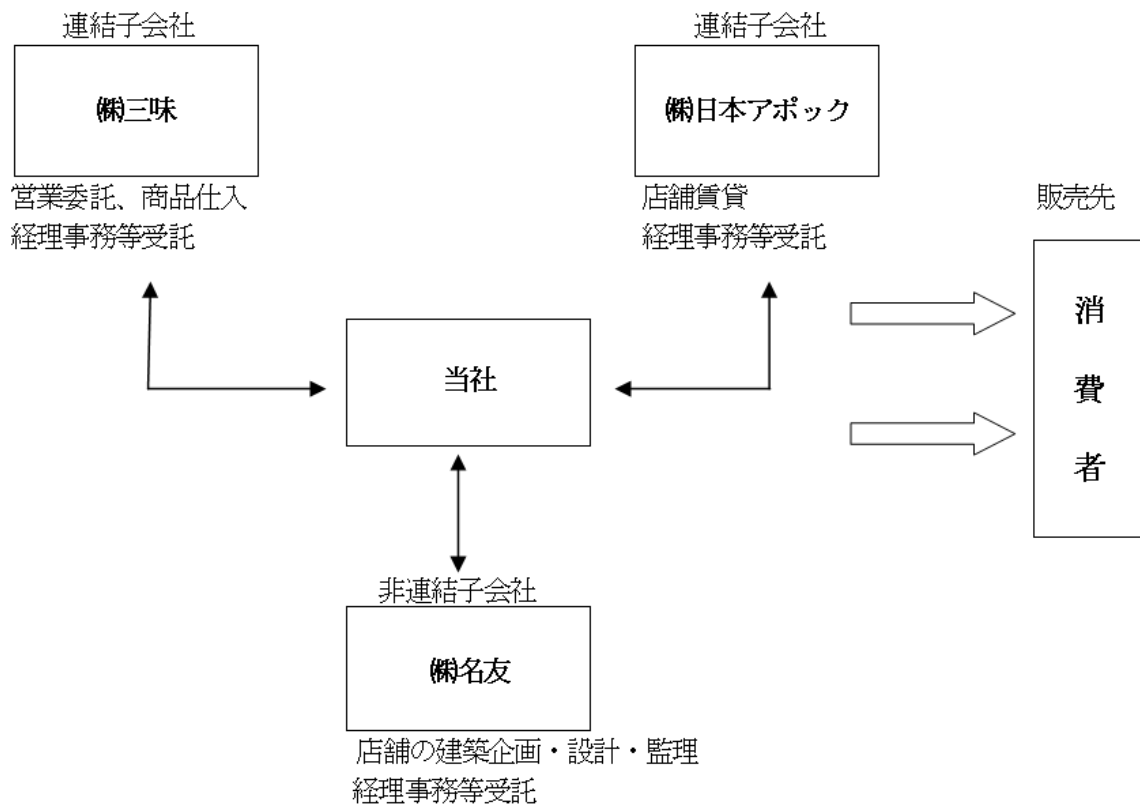 連結子会社
㈱三味
営業委託、商品仕入
経理事務等受託
連結子会社
㈱日本アポック
店舗賃貸
経理事務等受託
販売先
消
費
者
当社
非連結子会社
㈱名友
店舗の建築企画・設計・監理
経理事務等受託